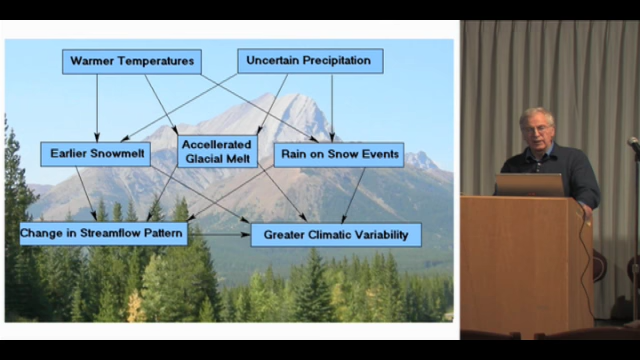 Warmer Temperatures
Uncertain Precipitation
Earlier Snowmelt
Accellerated
Glacial Melt
Rain on Snow Events
Change in Streamflow Pattern
Greater Climatic Variability